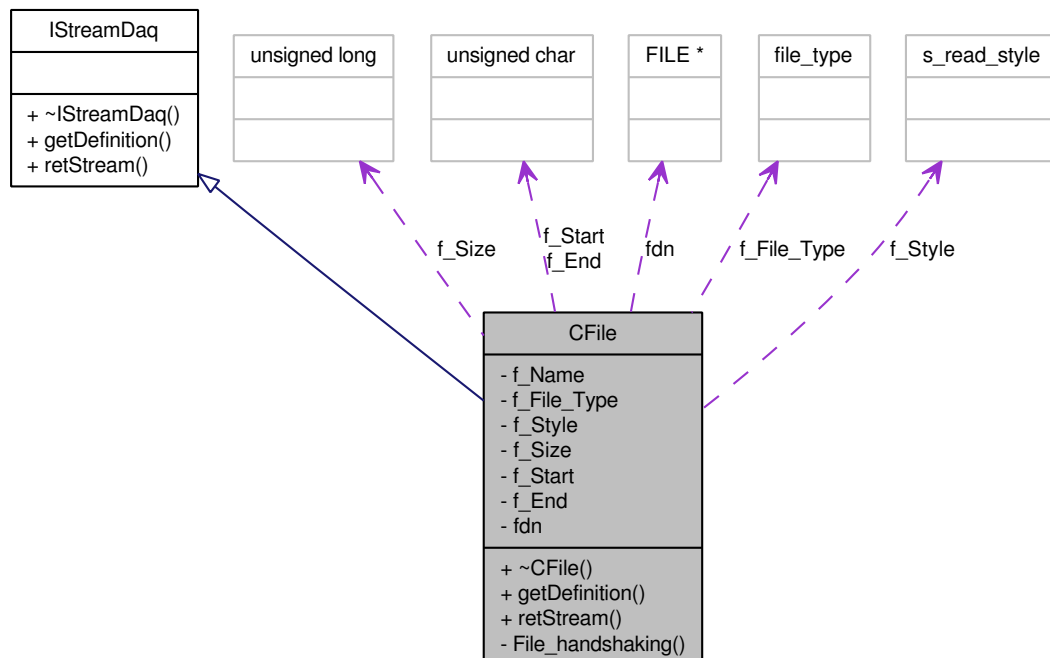 IStreamDaq
+ ~IStreamDaq()
+ getDefinition()
+ retStream()
unsigned long
unsigned char
FILE *
file_type
s_read_style
f_Size
f_Start
f_End
fdn
f_File_Type
f_Style
CFile
- f_Name
- f_File_Type
- f_Style
- f_Size
- f_Start
- f_End
- fdn
+ ~CFile()
+ getDefinition()
+ retStream()
- File_handshaking()